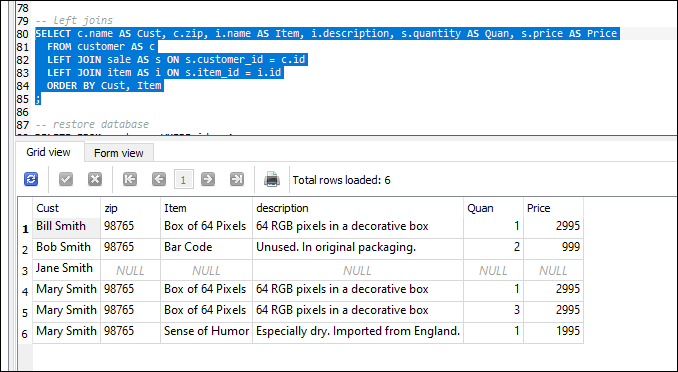 78
79 -- left joins
80 SELECT c.name AS Cust, c.zip, i.name AS Item, i.description, s.quantity AS Quan, s.price AS Price
81 FROM customer AS c
82 LEFT JOIN sale AS s ON s.customer_id = c.id
83 LEFT JOIN item AS i ON s.item_id = i.id
84 ORDER BY Cust, Item
85 ;
86
87 -- restore database
Grid view Form view
1 Total rows loaded: 6
Cust zip Item description Quan Price
1 Bill Smith 98765 Box of 64 Pixels 64 RGB pixels in a decorative box 1 2995
2 Bob Smith 98765 Bar Code Unused. In original packaging. 2 999
3 Jane Smith NULL NULL NULL NULL NULL
4 Mary Smith 98765 Box of 64 Pixels 64 RGB pixels in a decorative box 1 2995
5 Mary Smith 98765 Box of 64 Pixels 64 RGB pixels in a decorative box 3 2995
6 Mary Smith 98765 Sense of Humor Especially dry. Imported from England. 1 1995